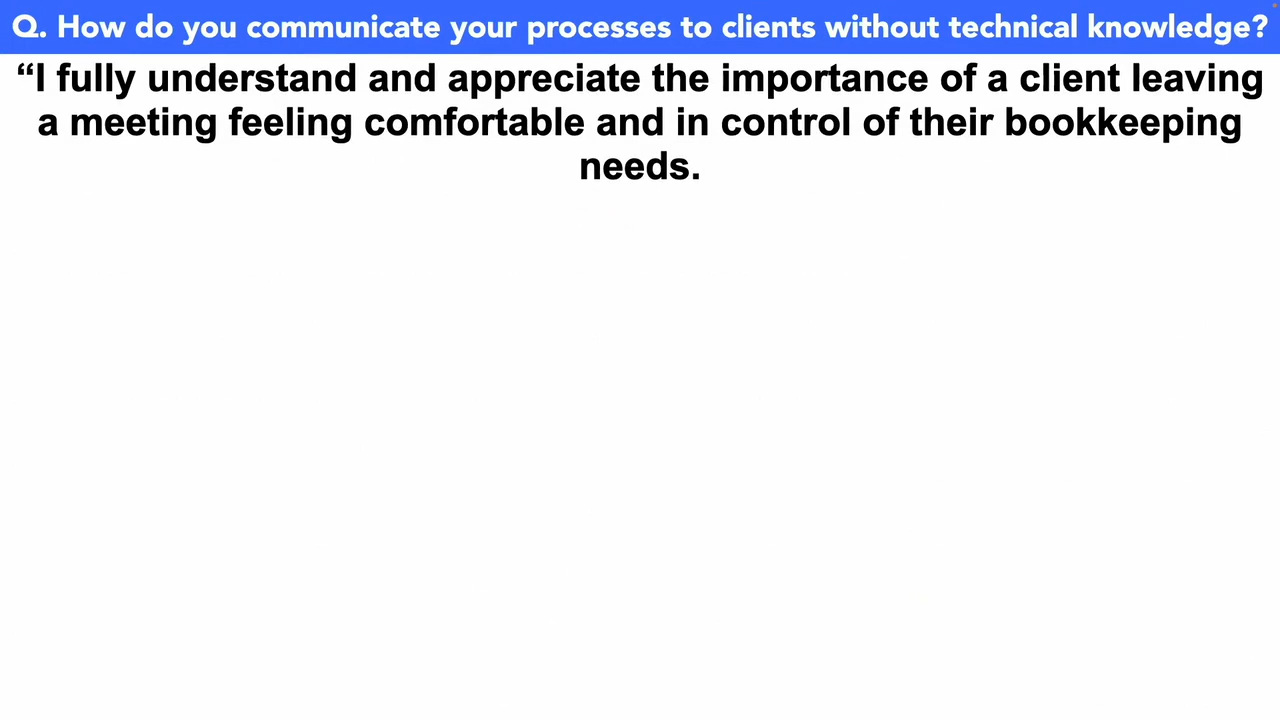 Q. How do you communicate your processes to clients without technical knowledge?
“I fully understand and appreciate the importance of a client leaving
a meeting feeling comfortable and in control of their bookkeeping
needs.